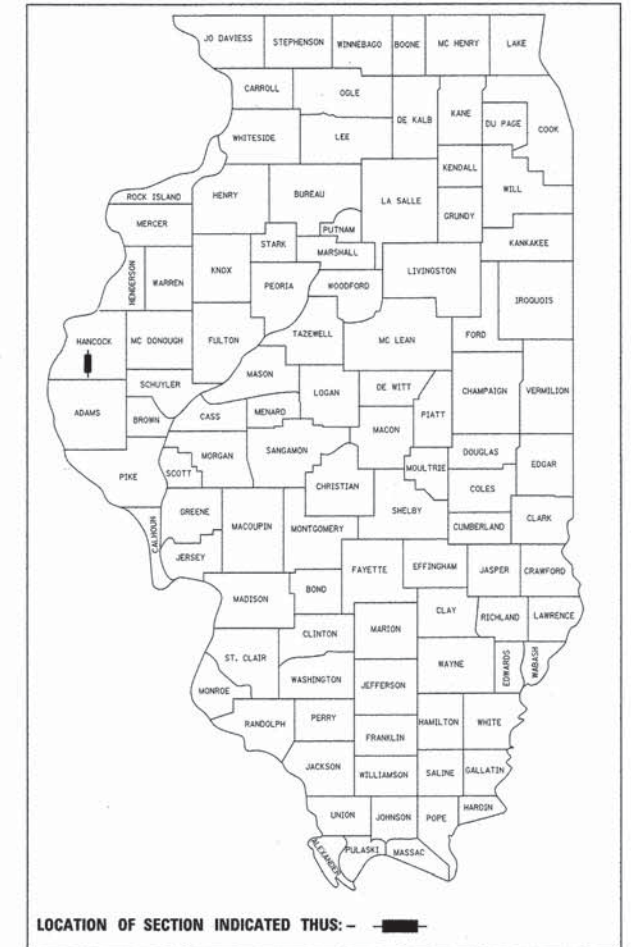 JO DAVIESS
STEPHENSON
WINNEBAGO
BOONE
MC HENRY
LAKE
CARROLL
OGLE
DE KALB
KANE
DU PAGE
COOK
WHITESIDE
LEE
KENDALL
WILL
ROCK ISLAND
HENRY
BUREAU
LA SALLE
GRUNDY
MERCER
PUTNAM
STARK
MARSHALL
KANKAKEE
HENDERSON
WARREN
KNOX
PEORIA
WOODFORD
LIVINGSTON
IROQUOIS
HANCOCK
MC DONOUGH
FULTON
TAZEWELL
MC LEAN
FORD
MASON
SCHUYLER
LOGAN
DE WITT
CHAMPAIGN
VERMILION
ADAMS
BROWN
CASS
MENARD
MACON
PIATT
MORGAN
SANGAMON
DOUGLAS
EDGAR
PIKE
SCOTT
CHRISTIAN
MOULTRIE
COLES
GREENE
MACOUPIN
MONTGOMERY
SHELBY
CUMBERLAND
CLARK
CALHOUN
JERSEY
FAYETTE
EFFINGHAM
JASPER
CRAWFORD
MADISON
BOND
CLAY
RICHLAND
LAWRENCE
CLINTON
MARION
ST. CLAIR
WAYNE
EDWARDS
WABASH
WASHINGTON
JEFFERSON
MONROE
RANDOLPH
PERRY
HAMILTON
WHITE
FRANKLIN
JACKSON
WILLIAMSON
SALINE
GALLATIN
UNION
JOHNSON
POPE
HARDIN
ALEXANDER
PULASKI
MASSAC
LOCATION OF SECTION INDICATED THUS: –